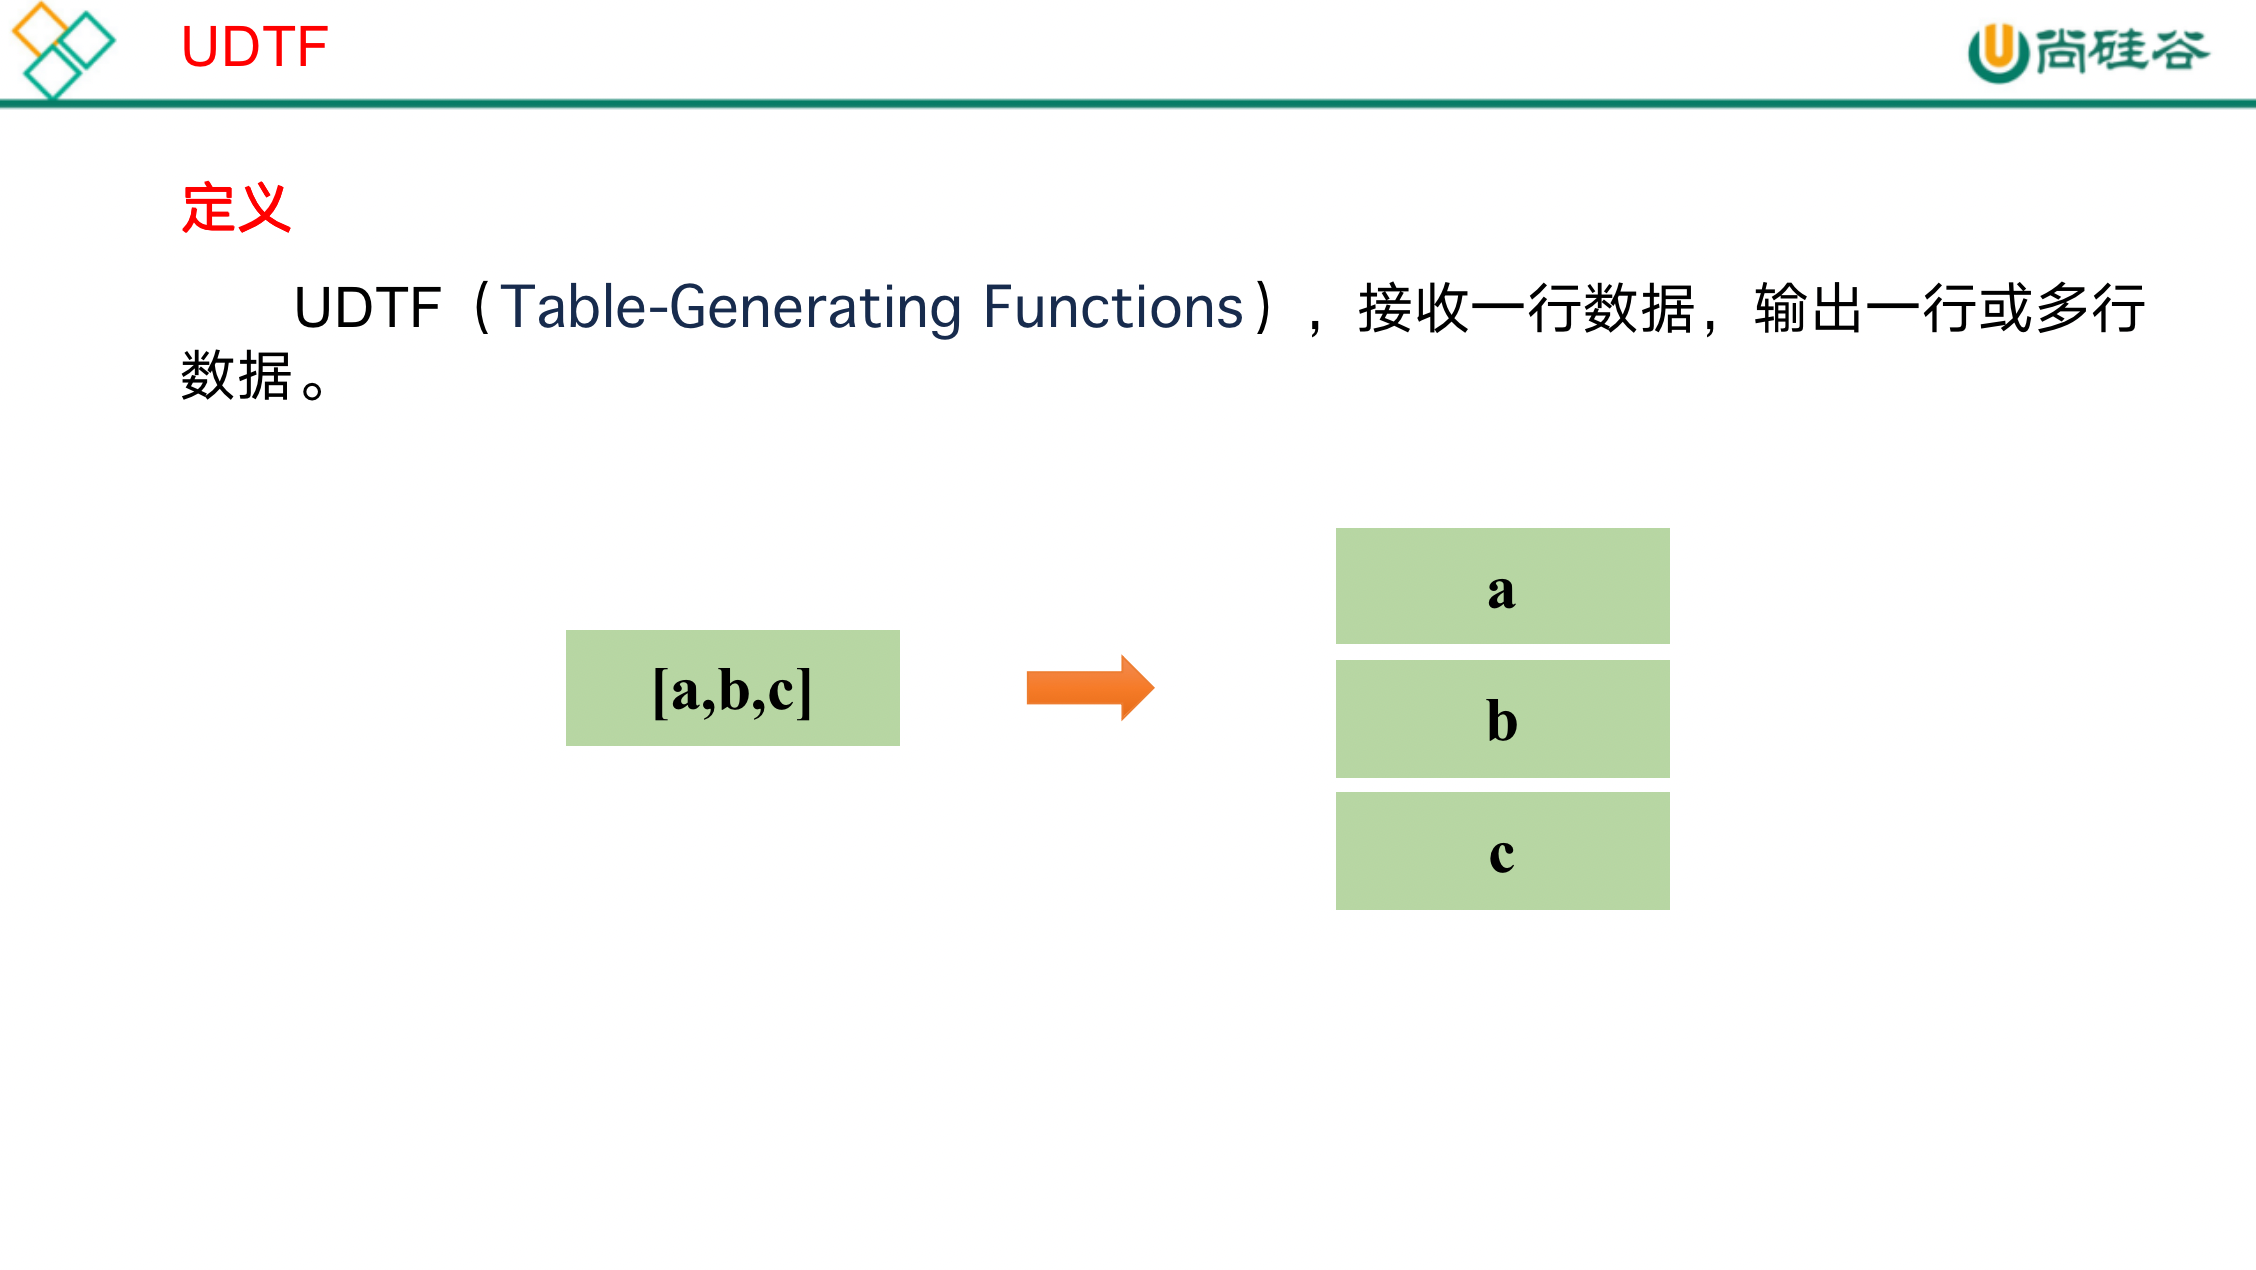 UDTF
尚硅谷
定义
UDTF（Table-Generating Functions），接收一行数据，输出一行或多行
数据。
a
[a,b,c]
b
c